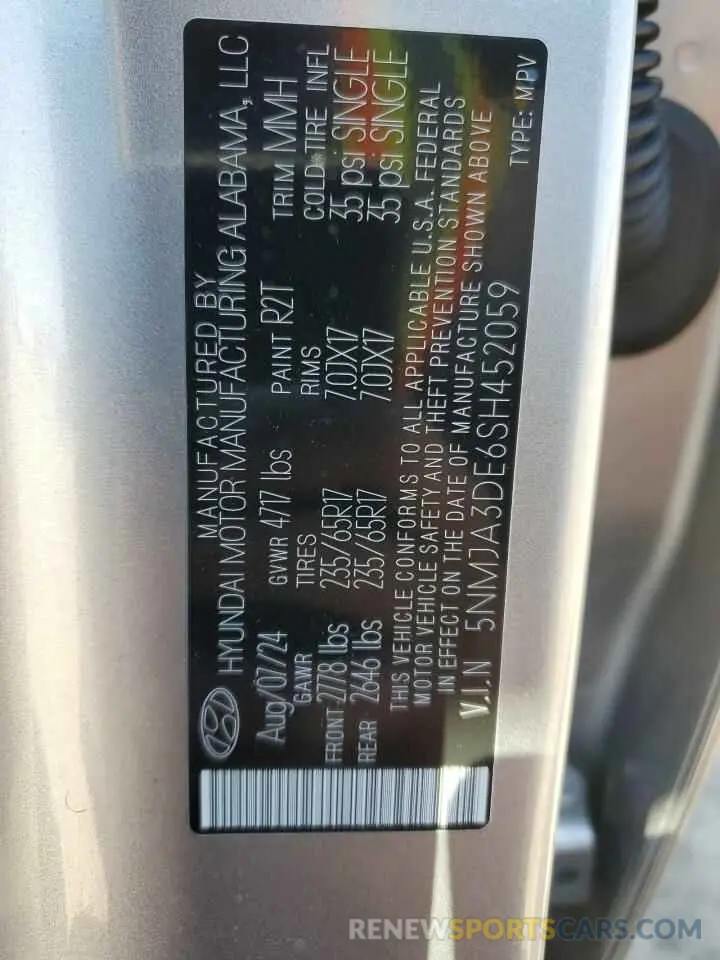 MANUFACTURED BY
HYUNDAI MOTOR MANUFACTURING ALABAMA, LLC
Aug/07/24 GVWR 4717 lbs PAINT R2T TRIM MMH
GAWR TIRES RIMS COLD TIRE INFL
FRONT 2778 lbs 235/65R17 7.0JX17 35 psi SINGLE
REAR 2646 lbs 235/65R17 7.0JX17 35 psi SINGLE
THIS VEHICLE CONFORMS TO ALL APPLICABLE U.S.A. FEDERAL
MOTOR VEHICLE SAFETY AND THEFT PREVENTION STANDARDS
IN EFFECT ON THE DATE OF MANUFACTURE SHOWN ABOVE
V.I.N 5NMJA3DE6SH452059 TYPE: MPV
RENEWSPORTSCARS.COM